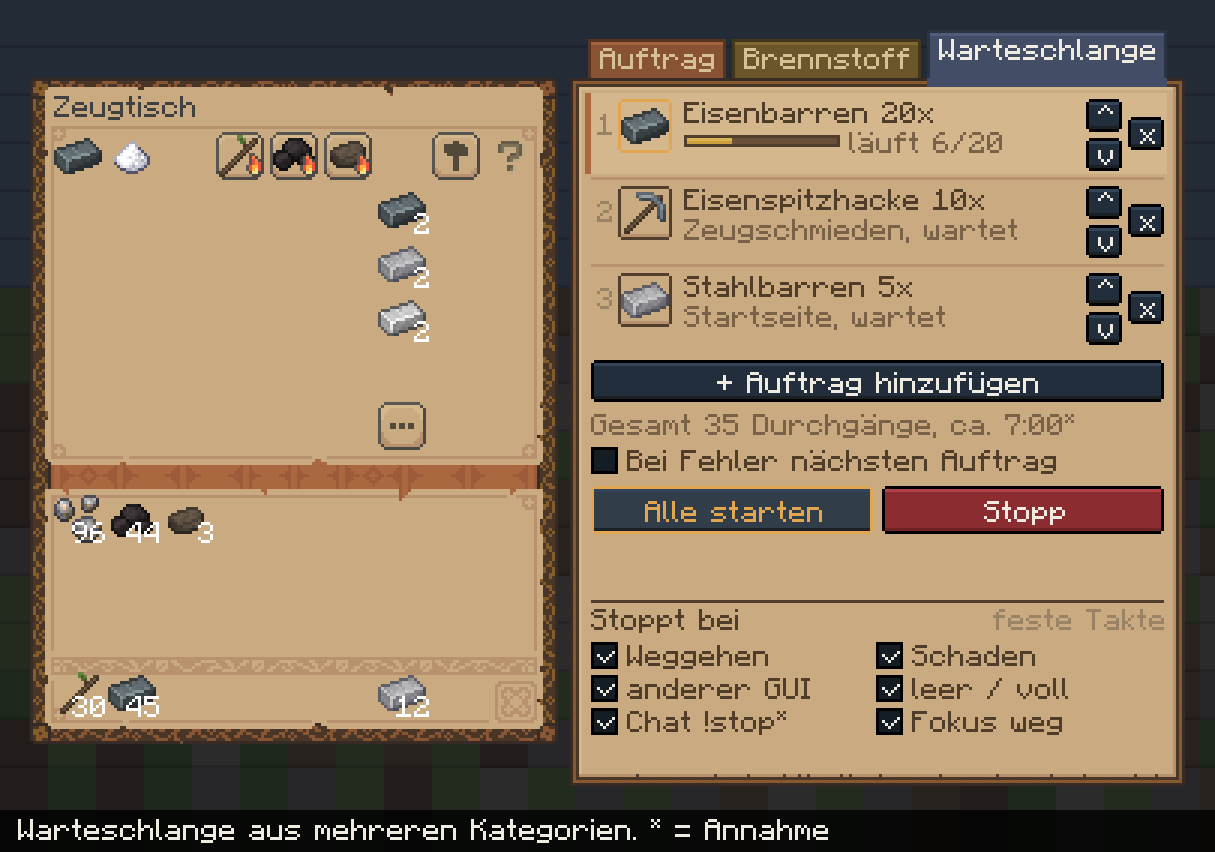 Zeugtisch
?
2
2
2
...
96 44 3
30 45 12
Auftrag Brennstoff Warteschlange
1 Eisenbarren 20x
läuft 6/20
^ v x
2 Eisenspitzhacke 10x
Zeugschmieden, wartet
^ v x
3 Stahlbarren 5x
Startseite, wartet
^ v x
+ Auftrag hinzufügen
Gesamt 35 Durchgänge, ca. 7:00*
Bei Fehler nächsten Auftrag
Alle starten Stopp
Stoppt bei feste Takte
Weggehen Schaden
anderer GUI leer / voll
Chat !stop* Fokus weg
Warteschlange aus mehreren Kategorien. * = Annahme